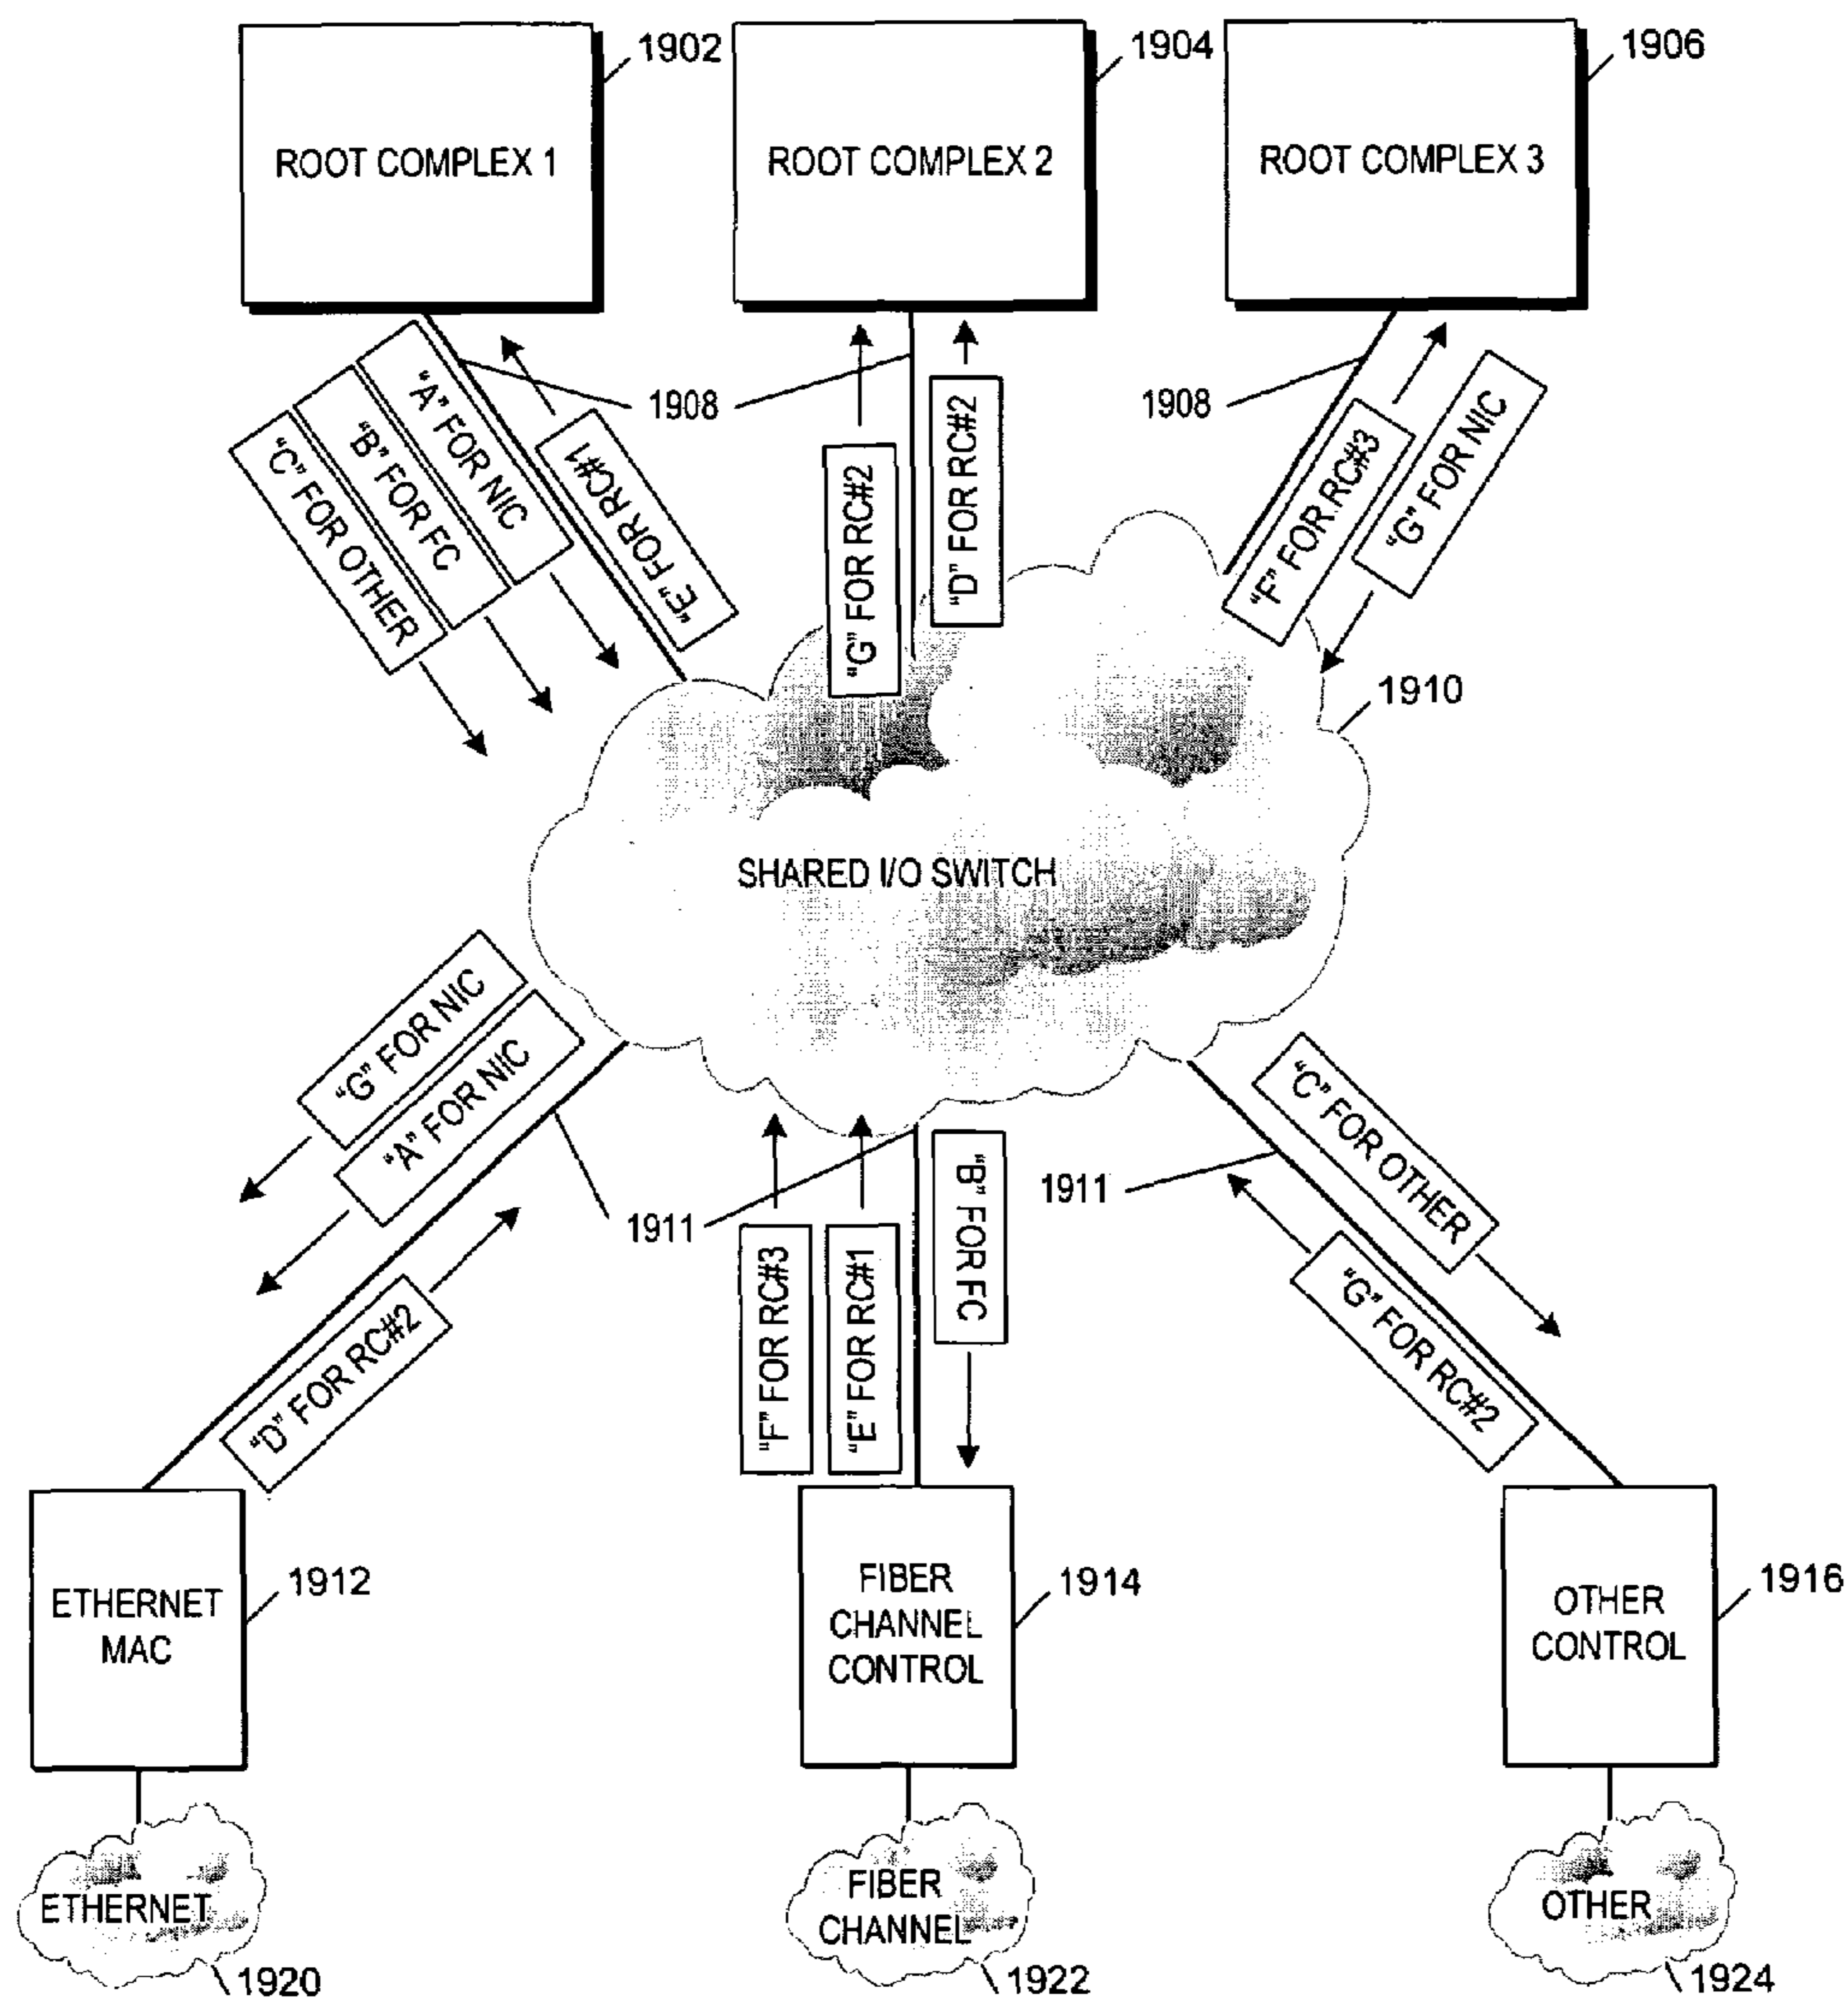 1902
1904
1906
ROOT COMPLEX 1
ROOT COMPLEX 2
ROOT COMPLEX 3
1908
1908
"A" FOR NIC
"B" FOR FC
"C" FOR OTHER
"E" FOR RC#1
"G" FOR RC#2
"D" FOR RC#2
"F" FOR RC#3
"G" FOR NIC
1910
SHARED I/O SWITCH
"G" FOR NIC
"A" FOR NIC
"D" FOR RC#2
1911
"F" FOR RC#3
"E" FOR RC#1
"B" FOR FC
1911
"C" FOR OTHER
"G" FOR RC#2
ETHERNET
MAC
1912
FIBER
CHANNEL
CONTROL
1914
OTHER
CONTROL
1916
ETHERNET
1920
FIBER
CHANNEL
1922
OTHER
1924